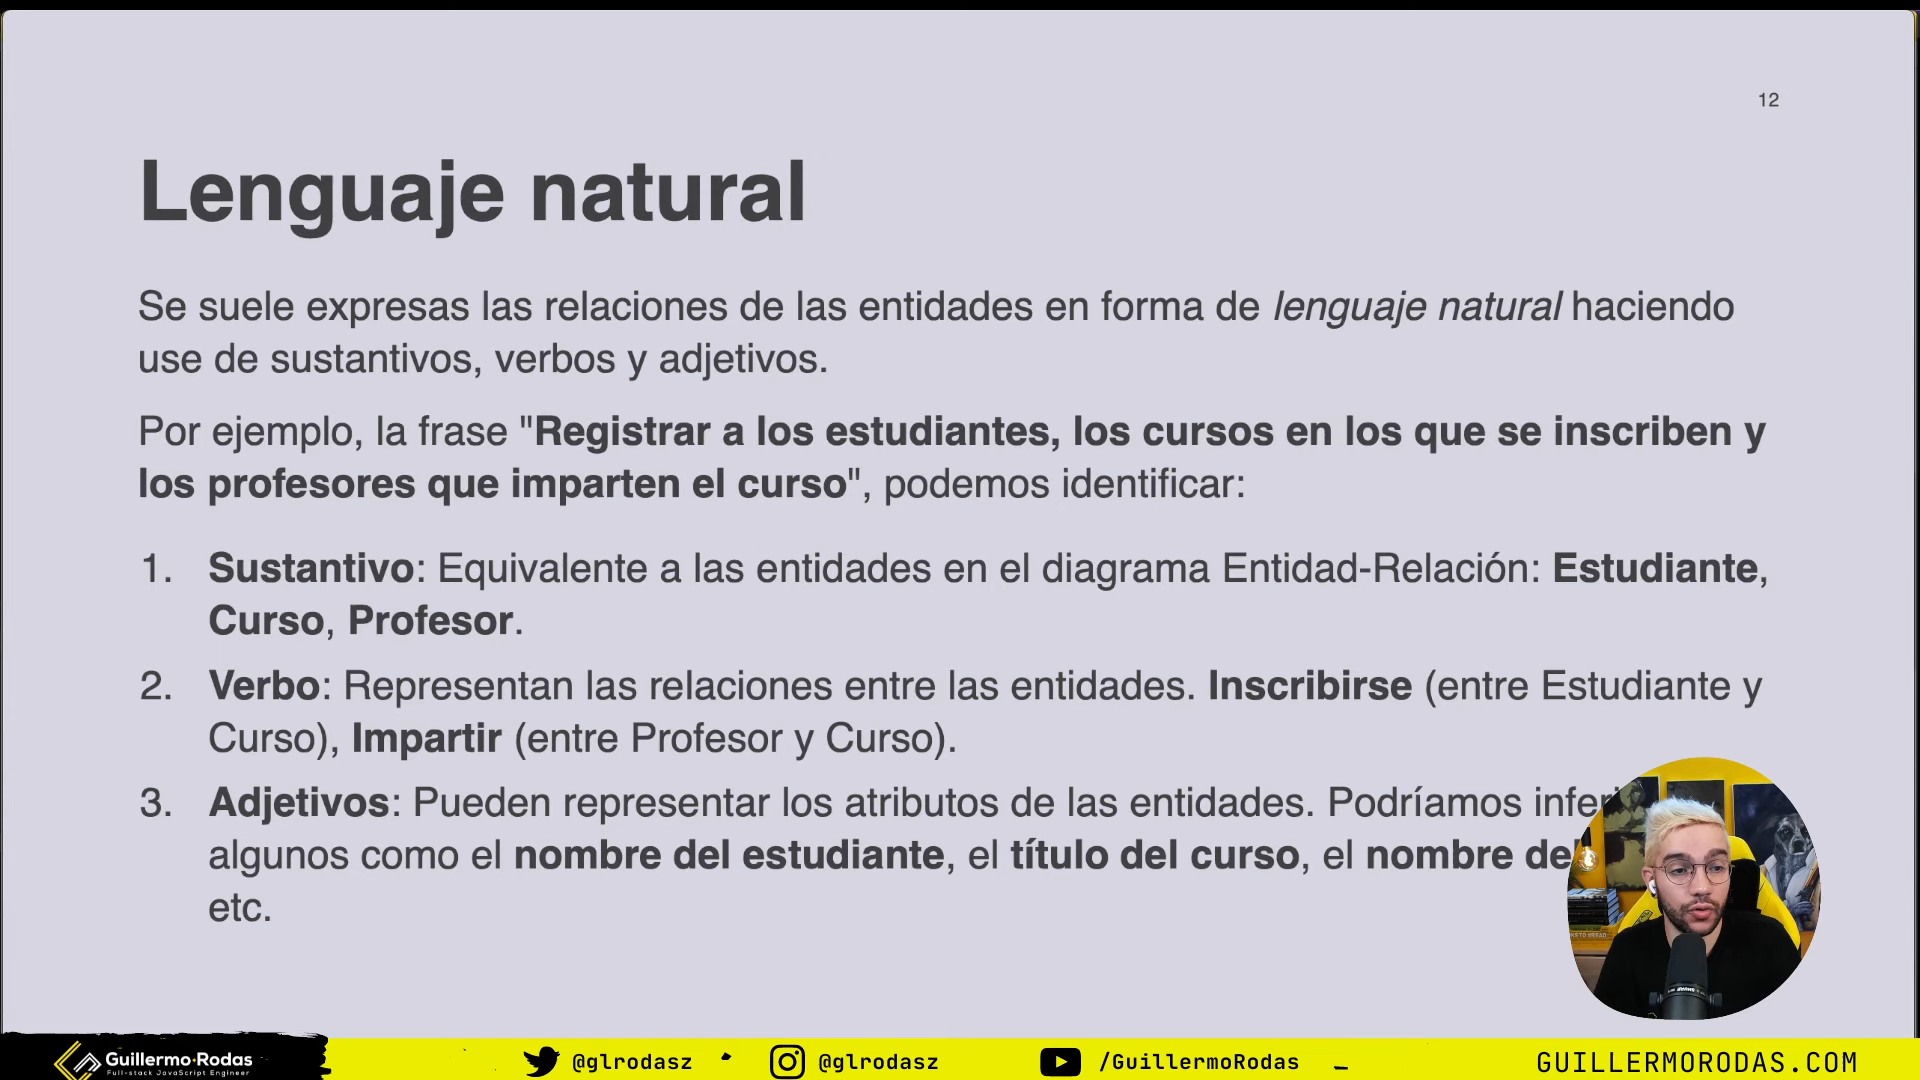 12
Lenguaje natural
Se suele expresas las relaciones de las entidades en forma de lenguaje natural haciendo
use de sustantivos, verbos y adjetivos.
Por ejemplo, la frase "Registrar a los estudiantes, los cursos en los que se inscriben y
los profesores que imparten el curso", podemos identificar:
1. Sustantivo: Equivalente a las entidades en el diagrama Entidad-Relación: Estudiante,
Curso, Profesor.
2. Verbo: Representan las relaciones entre las entidades. Inscribirse (entre Estudiante y
Curso), Impartir (entre Profesor y Curso).
3. Adjetivos: Pueden representar los atributos de las entidades. Podríamos
algunos como el nombre del estudiante, el título del curso, el nombre
etc.
Guillermo Rodas
Full-stack JavaScript Engineer
@glrodasz
@glrodasz
/GuillermoRodas
GUILLERMORODAS.COM